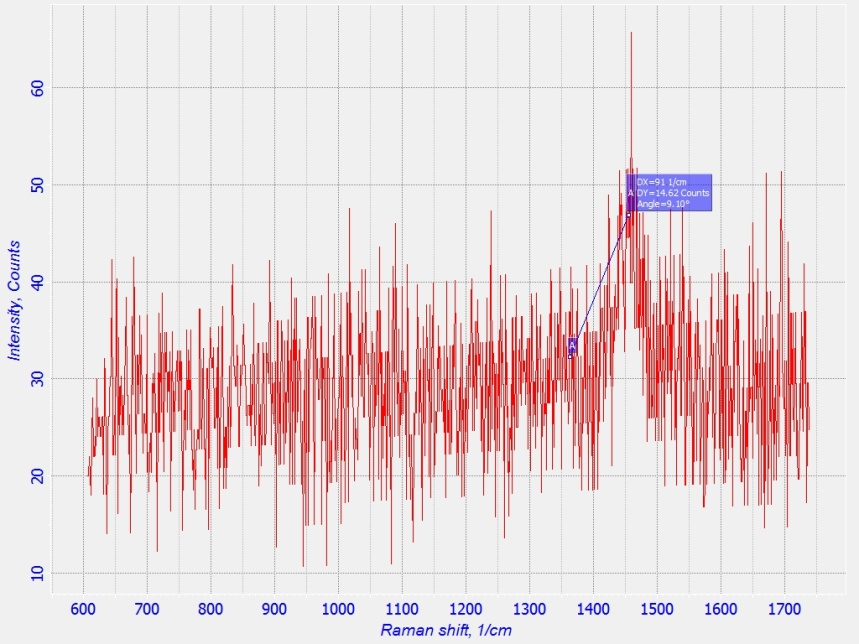 Intensity, Counts
60
50
40
30
20
10
DX=91 1/cm
DY=14.62 Counts
Angle=9.10°
600 700 800 900 1000 1100 1200 1300 1400 1500 1600 1700
Raman shift, 1/cm